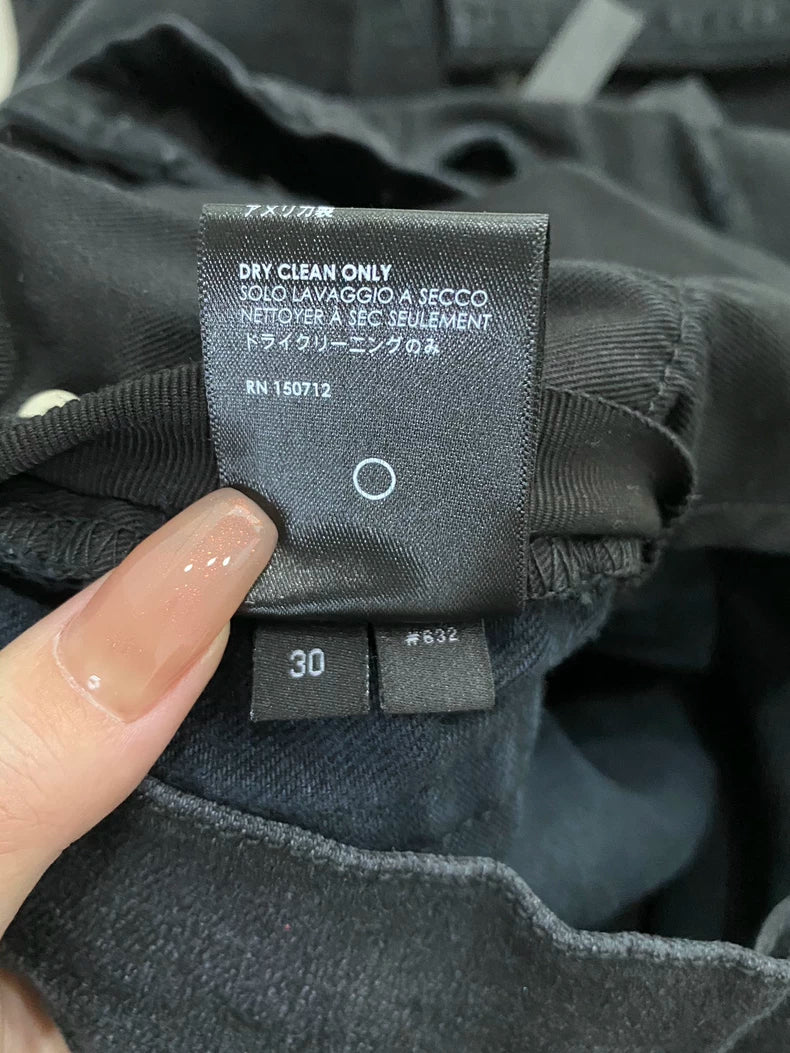 アメリカ製
DRY CLEAN ONLY
SOLO LAVAGGIO A SECCO
NETTOYER À SEC SEULEMENT
ドライクリーニングのみ
RN 150712
30
#632